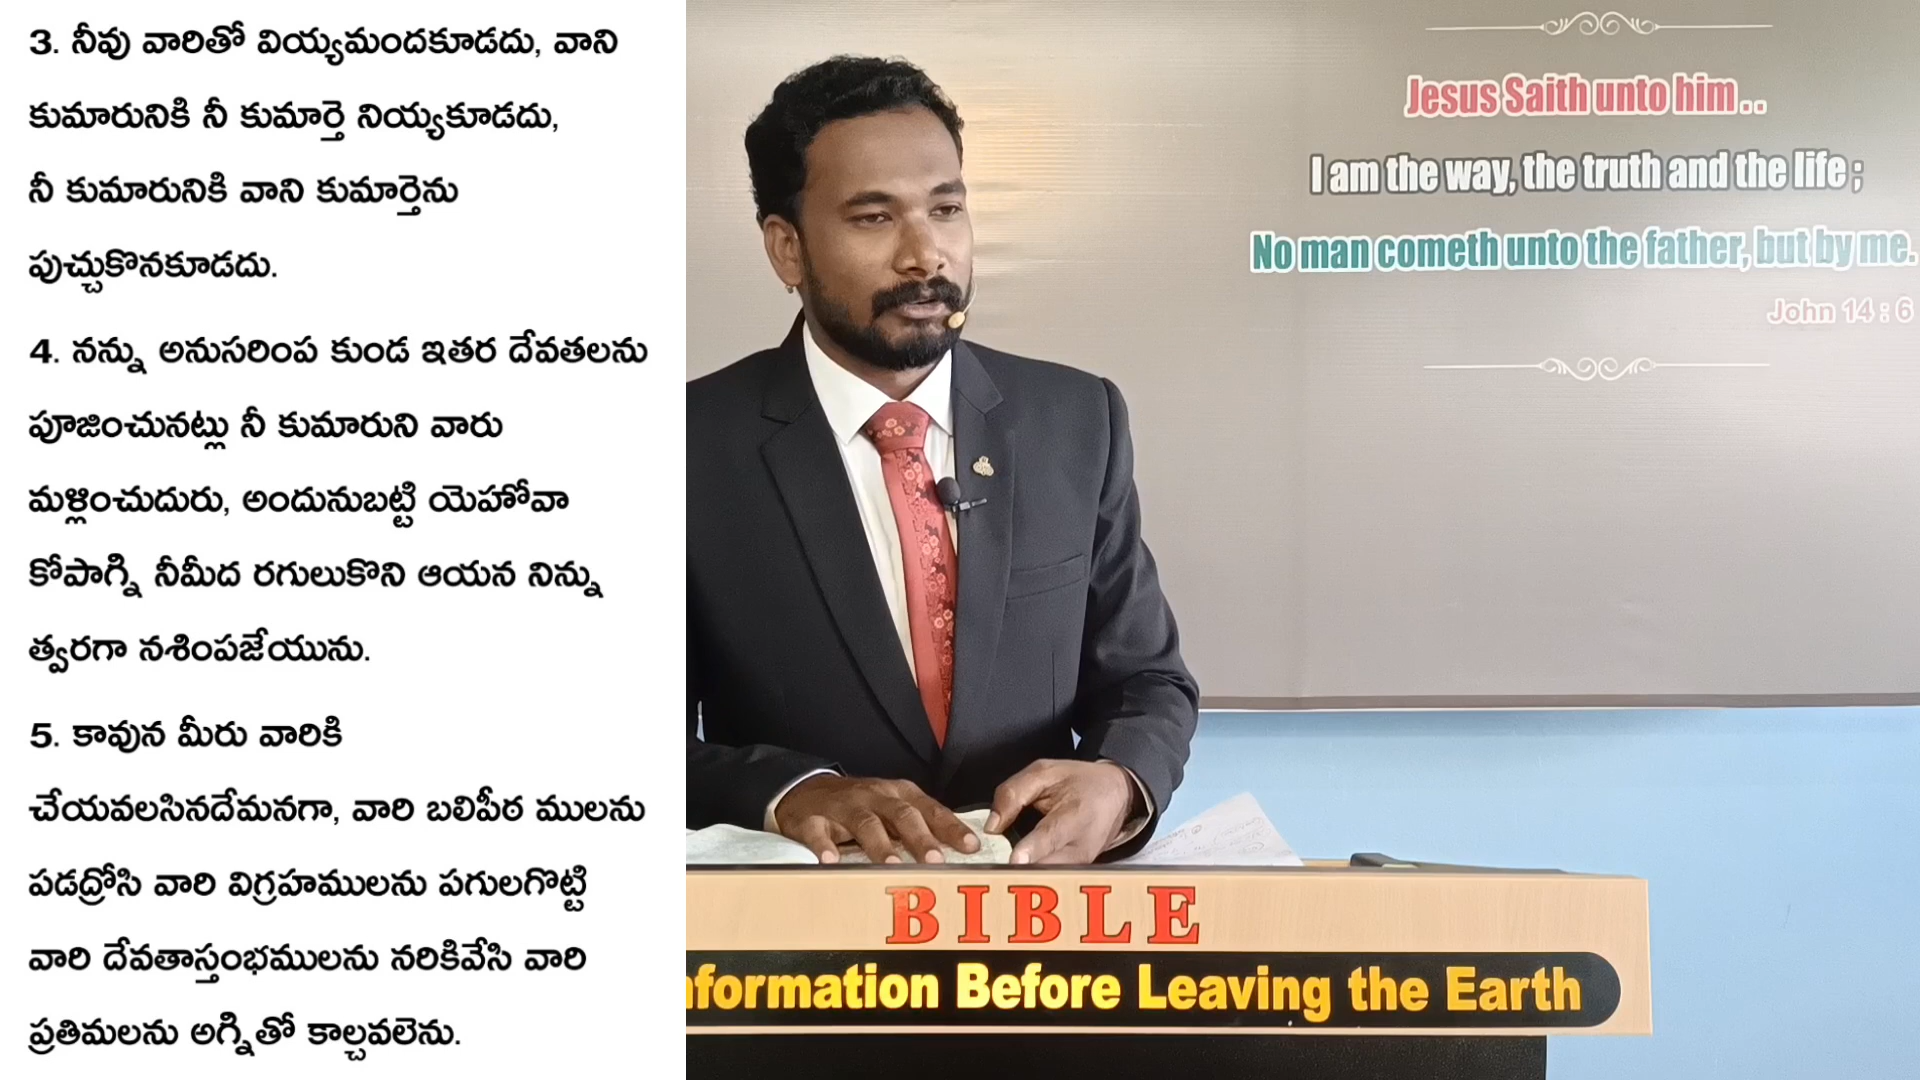 3. నీవు వారితో వియ్యమందకూడదు, వాని
కుమారునికి నీ కుమార్తె నియ్యకూడదు,
నీ కుమారునికి వాని కుమార్తెను
పుచ్చుకొనకూడదు.
4. నన్ను అనుసరింప కుండ ఇతర దేవతలను
పూజించునట్లు నీ కుమారుని వారు
మళ్లించుదురు, అందునుబట్టి యెహోవా
కోపాగ్ని నీమీద రగులుకొని ఆయన నిన్ను
త్వరగా నశింపజేయును.
5. కావున మీరు వారికి
చేయవలసినదేమనగా, వారి బలిపీఠ ములను
పడద్రోసి వారి విగ్రహములను పగులగొట్టి
వారి దేవతాస్తంభములను నరికివేసి వారి
ప్రతిమలను అగ్నితో కాల్చవలెను.
Jesus Saith unto him . .
I am the way, the truth and the life ;
No man cometh unto the father, but by me.
John 14 : 6
BIBLE
nformation Before Leaving the Earth